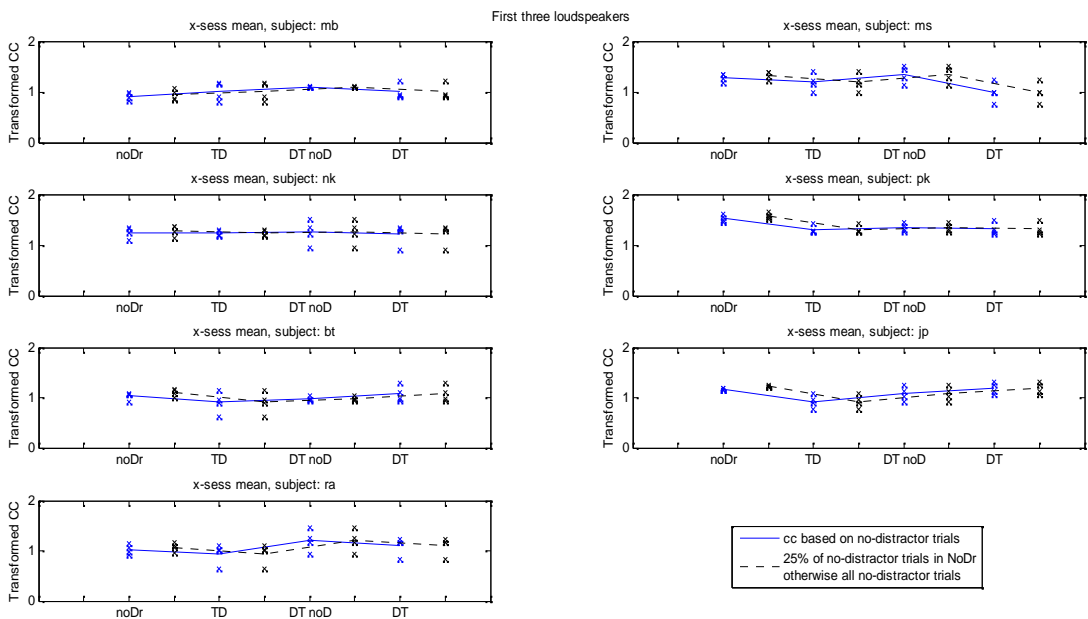 First three loudspeakers
x-sess mean, subject: mb
Transformed CC
2
1
0
noDr TD DT noD DT
x-sess mean, subject: ms
Transformed CC
2
1
0
noDr TD DT noD DT
x-sess mean, subject: nk
Transformed CC
2
1
0
noDr TD DT noD DT
x-sess mean, subject: pk
Transformed CC
2
1
0
noDr TD DT noD DT
x-sess mean, subject: bt
Transformed CC
2
1
0
noDr TD DT noD DT
x-sess mean, subject: jp
Transformed CC
2
1
0
noDr TD DT noD DT
x-sess mean, subject: ra
Transformed CC
2
1
0
noDr TD DT noD DT
cc based on no-distractor trials
25% of no-distractor trials in NoDr
otherwise all no-distractor trials